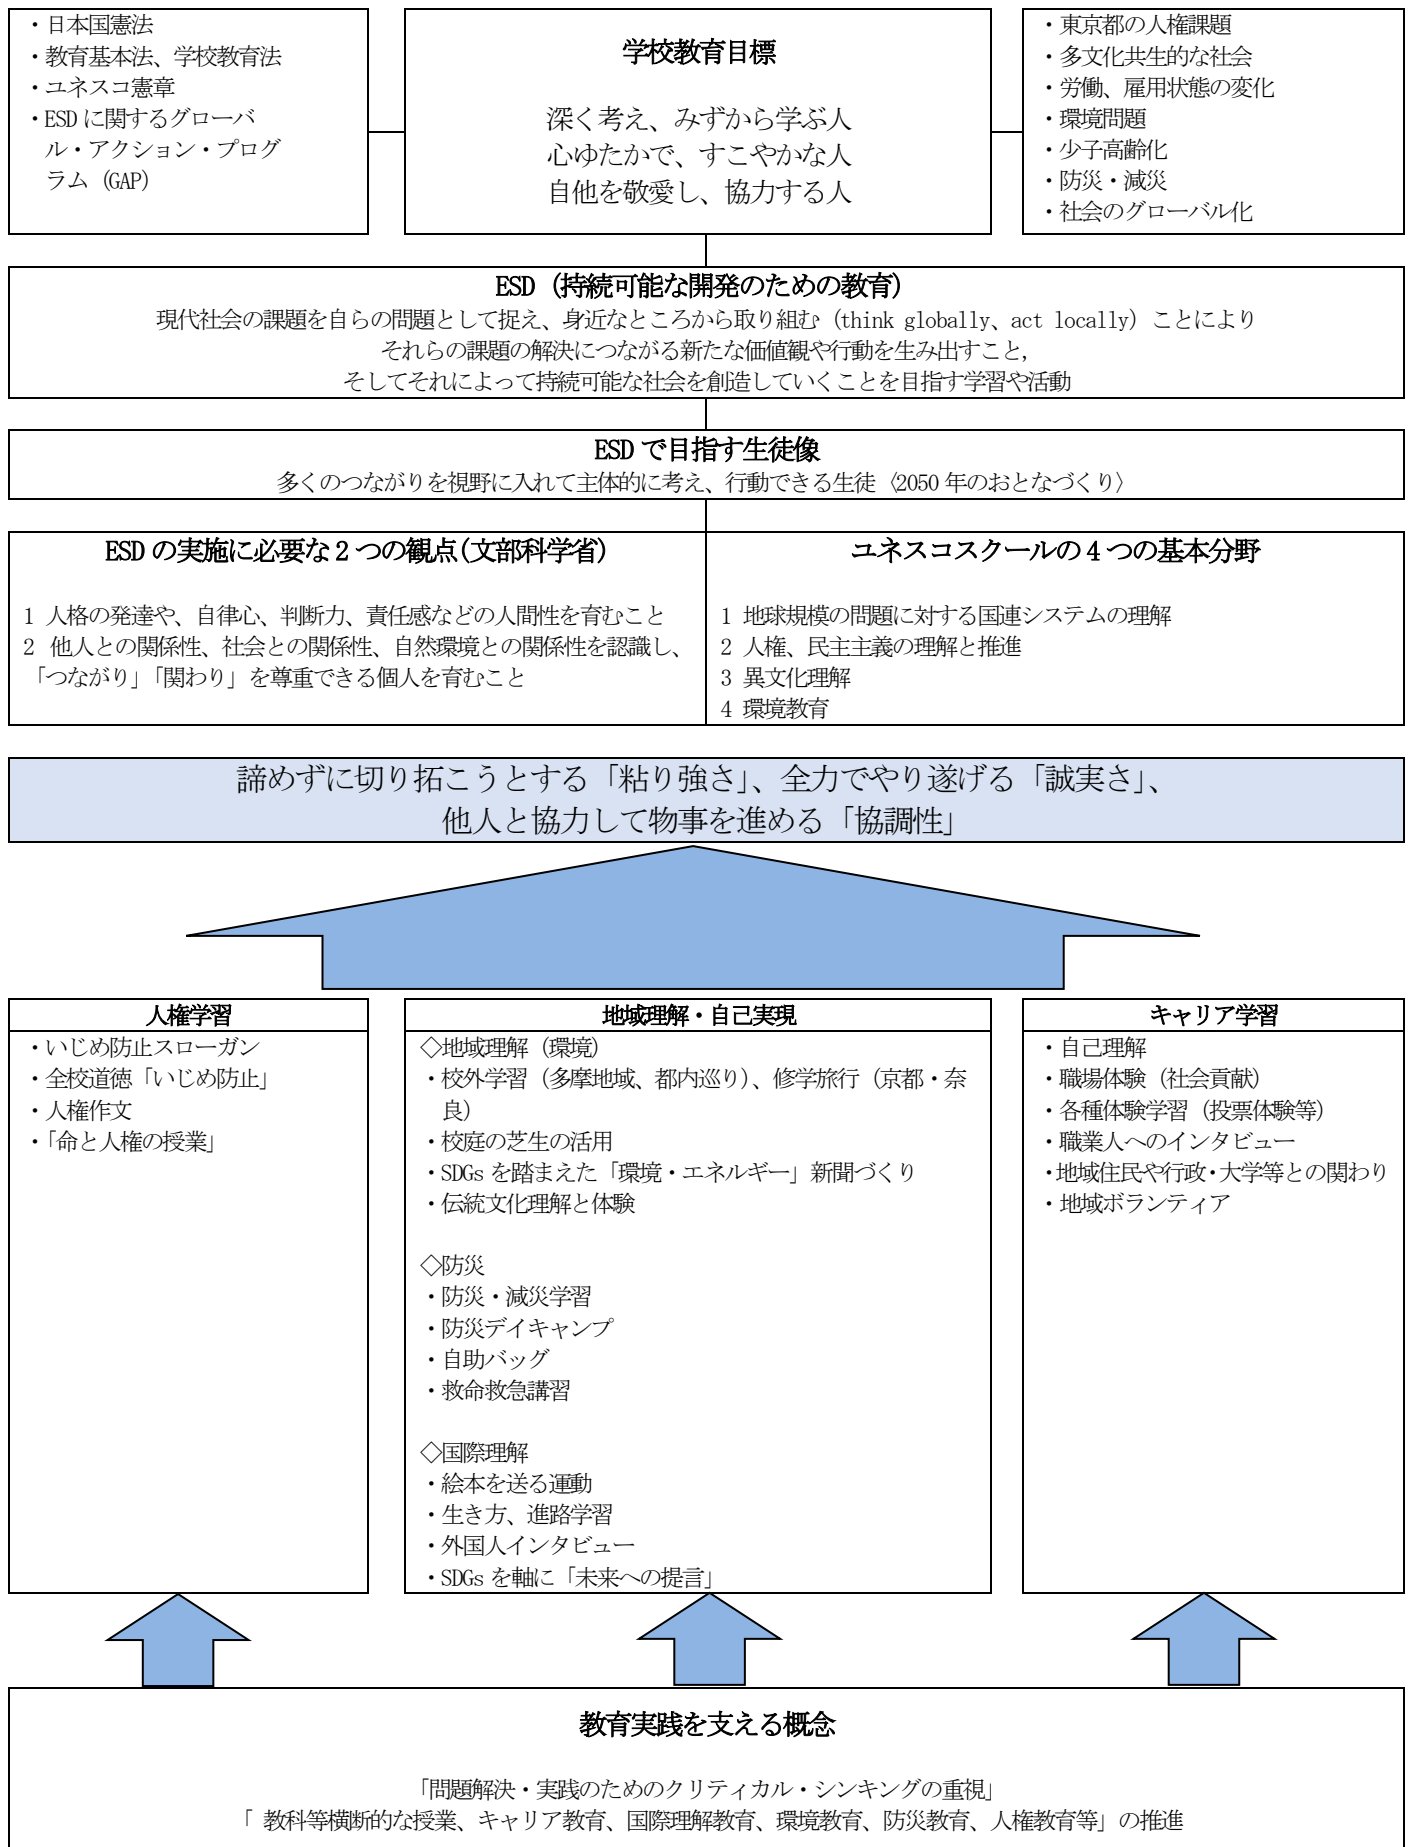 ・日本国憲法
・教育基本法、学校教育法
・ユネスコ憲章
・ESD に関するグローバ
ル・アクション・プログ
ラム（GAP）
学校教育目標
深く考え、みずから学ぶ人
心ゆたかで、すこやかな人
自他を敬愛し、協力する人
・東京都の人権課題
・多文化共生的な社会
・労働、雇用状態の変化
・環境問題
・少子高齢化
・防災・減災
・社会のグローバル化
ESD（持続可能な開発のための教育）
現代社会の課題を自らの問題として捉え、身近なところから取り組む（think globally、act locally）ことにより
それらの課題の解決につながる新たな価値観や行動を生み出すこと,
そしてそれによって持続可能な社会を創造していくことを目指す学習や活動
ESD で目指す生徒像
多くのつながりを視野に入れて主体的に考え、行動できる生徒〈2050 年のおとなづくり〉
ESD の実施に必要な 2 つの観点(文部科学省)
1 人格の発達や、自律心、判断力、責任感などの人間性を育むこと
2 他人との関係性、社会との関係性、自然環境との関係性を認識し、
「つながり」「関わり」を尊重できる個人を育むこと
ユネスコスクールの 4 つの基本分野
1 地球規模の問題に対する国連システムの理解
2 人権、民主主義の理解と推進
3 異文化理解
4 環境教育
諦めずに切り拓こうとする「粘り強さ」、全力でやり遂げる「誠実さ」、
他人と協力して物事を進める「協調性」
人権学習
・いじめ防止スローガン
・全校道徳「いじめ防止」
・人権作文
・「命と人権の授業」
地域理解・自己実現
◇地域理解（環境）
・校外学習（多摩地域、都内巡り）、修学旅行（京都・奈
良）
・校庭の芝生の活用
・SDGs を踏まえた「環境・エネルギー」新聞づくり
・伝統文化理解と体験
◇防災
・防災・減災学習
・防災デイキャンプ
・自助バッグ
・救命救急講習
◇国際理解
・絵本を送る運動
・生き方、進路学習
・外国人インタビュー
・SDGs を軸に「未来への提言」
キャリア学習
・自己理解
・職場体験（社会貢献）
・各種体験学習（投票体験等）
・職業人へのインタビュー
・地域住民や行政・大学等との関わり
・地域ボランティア
教育実践を支える概念
「問題解決・実践のためのクリティカル・シンキングの重視」
「 教科等横断的な授業、キャリア教育、国際理解教育、環境教育、防災教育、人権教育等」の推進